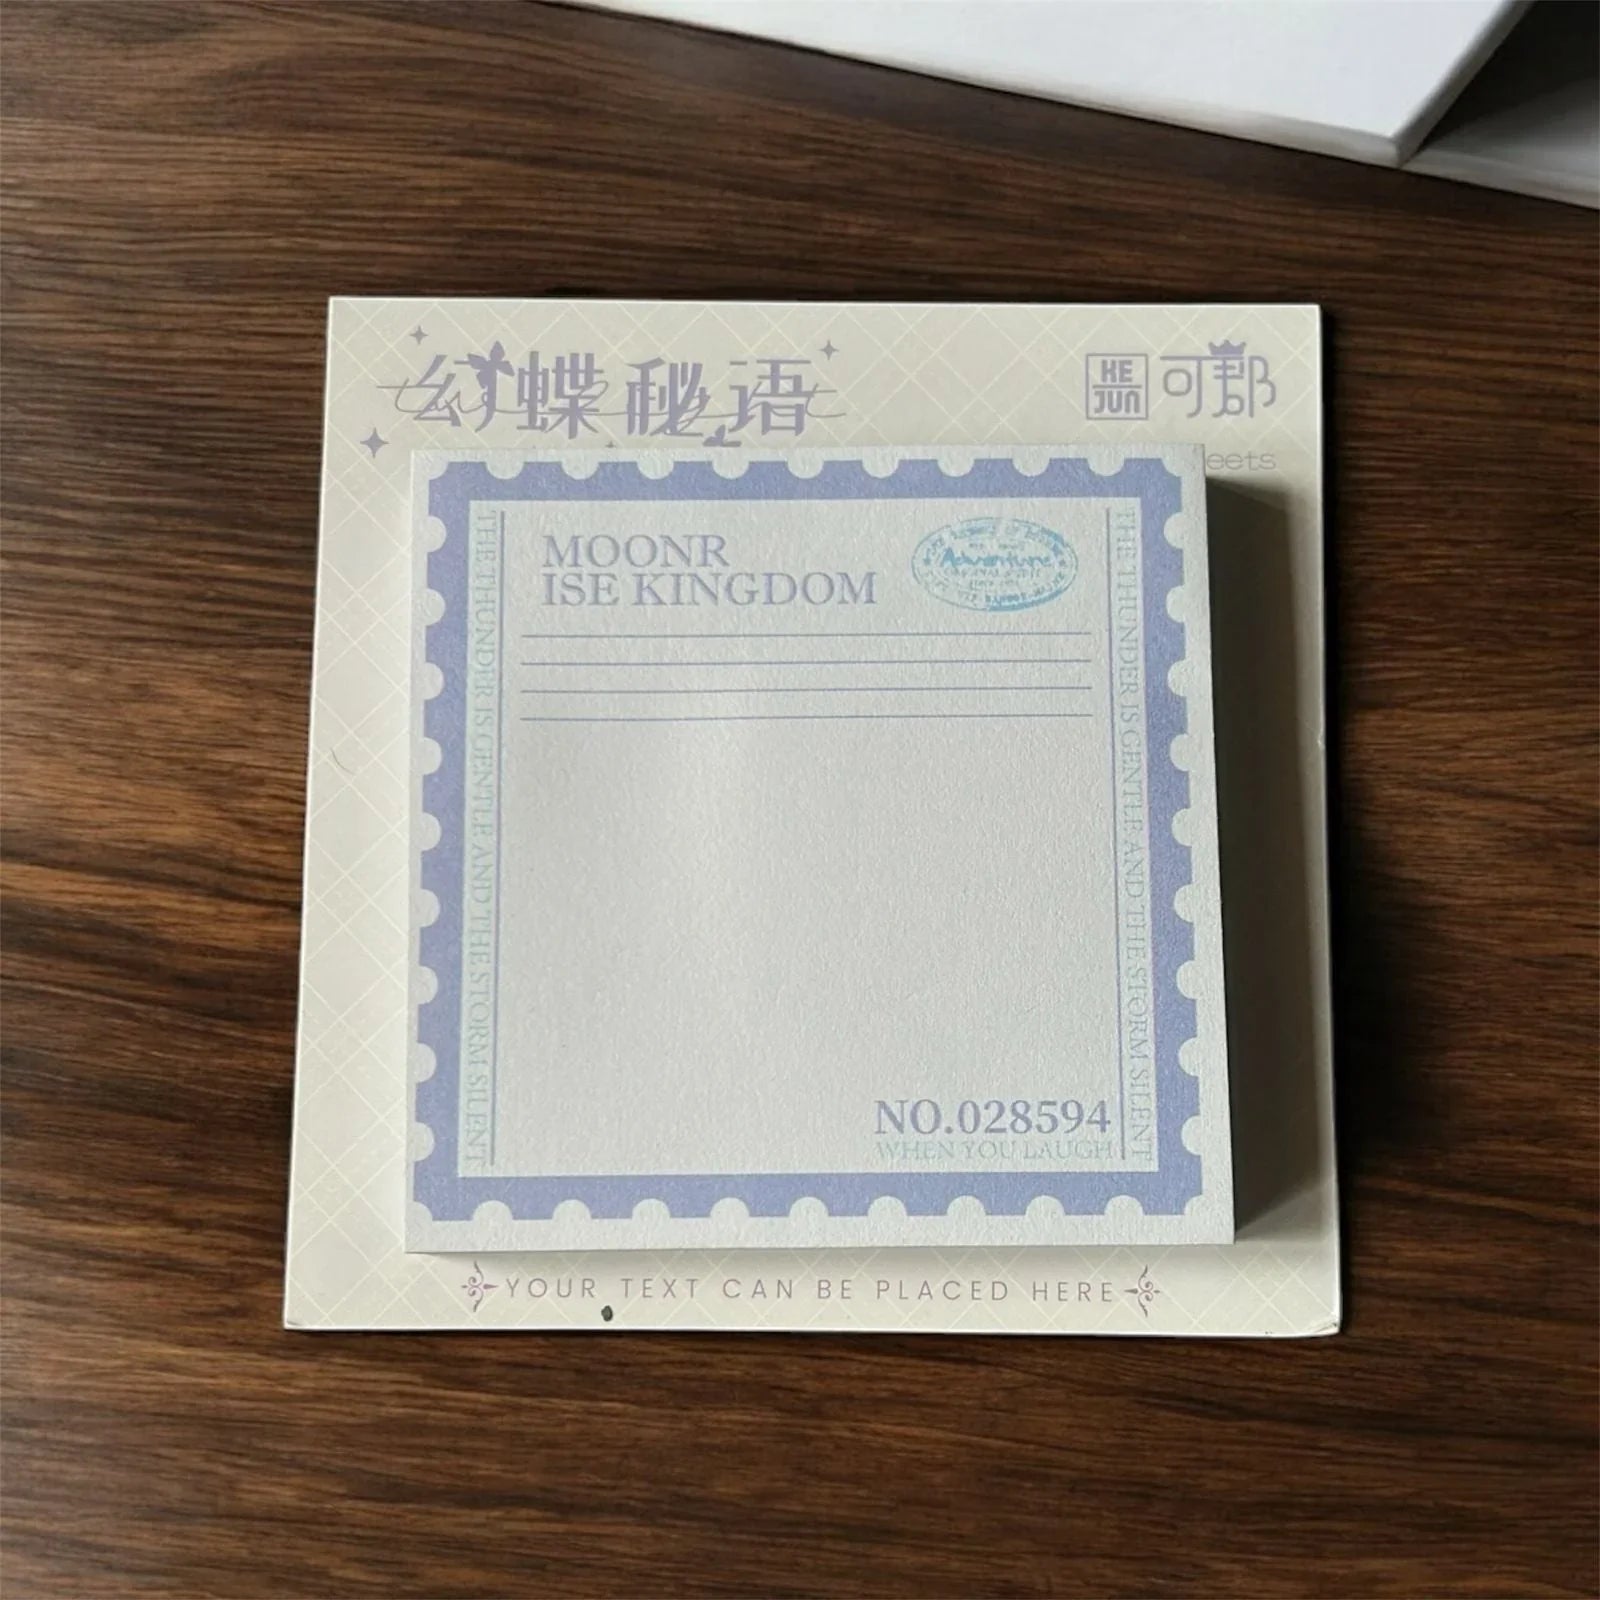 幻蝶秘语
KE
JUN
可郡
eets
MOONR
ISE KINGDOM
Adventure
THE THUNDER IS GENTLE AND THE STORM SILENT
THE THUNDER IS GENTLE AND THE STORM SILENT
NO.028594
WHEN YOU LAUGH
YOUR TEXT CAN BE PLACED HERE